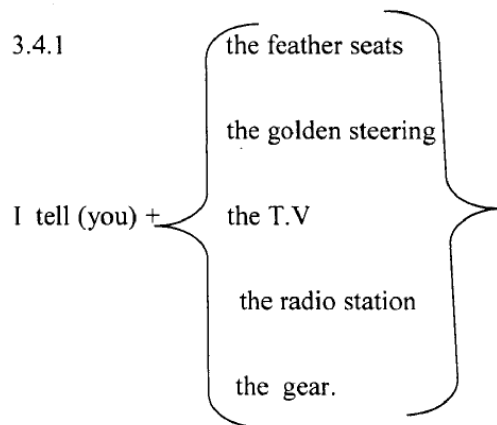 3.4.1
the feather seats
the golden steering
I tell (you) + the T.V
the radio station
the gear.